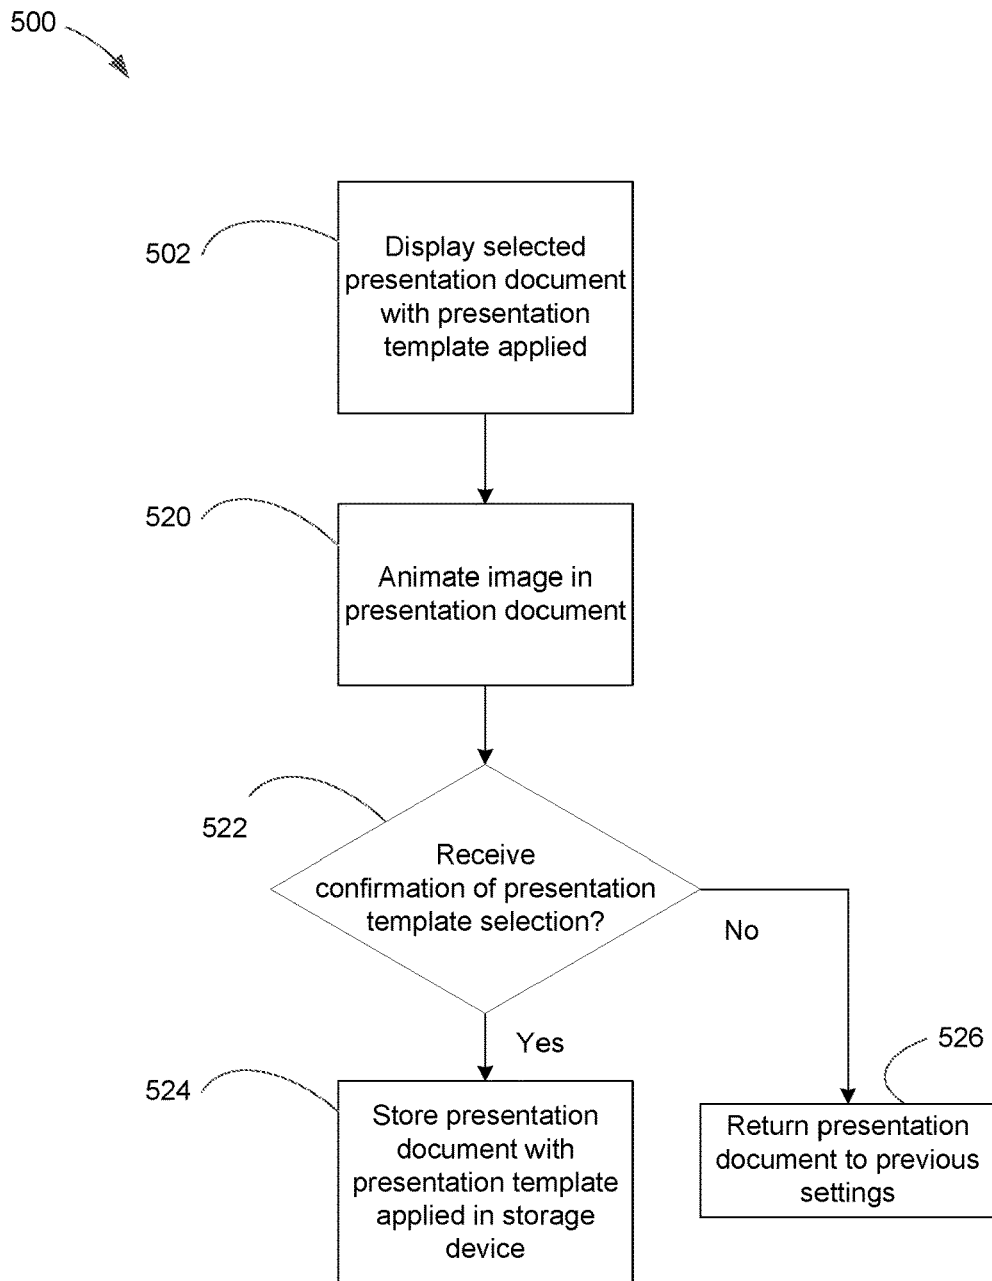 500
502
Display selected
presentation document
with presentation
template applied
520
Animate image in
presentation document
522
Receive
confirmation of presentation
template selection?
No
Yes
526
524
Store presentation
document with
presentation template
applied in storage
device
Return presentation
document to previous
settings